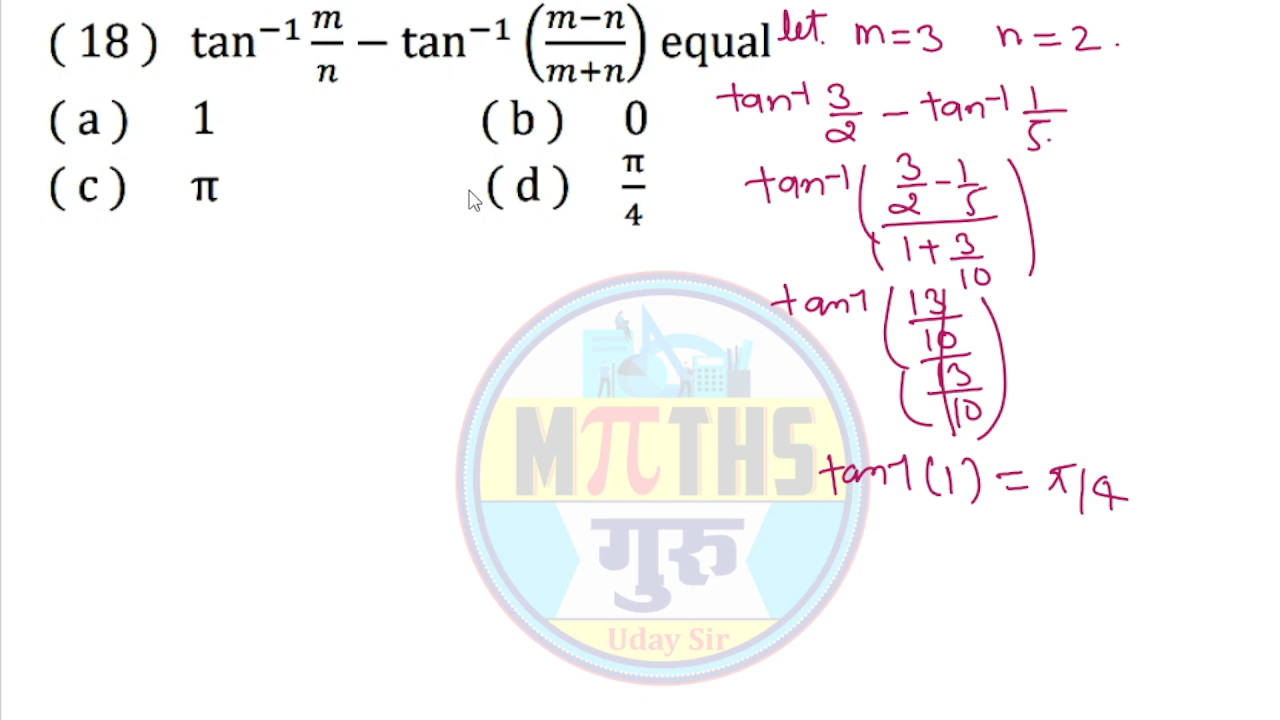 ( 18 ) tan⁻¹ m/n − tan⁻¹ ((m−n)/(m+n)) equal
( a ) 1 ( b ) 0
( c ) π ( d ) π/4
let m=3 n=2.
tan⁻¹ 3/2 − tan⁻¹ 1/5.
tan⁻¹ ((3/2 − 1/5)/(1 + 3/10))
tan⁻¹ ((13/10)/(13/10))
tan⁻¹(1) = π/4
MπTHS
गुरू
Uday Sir